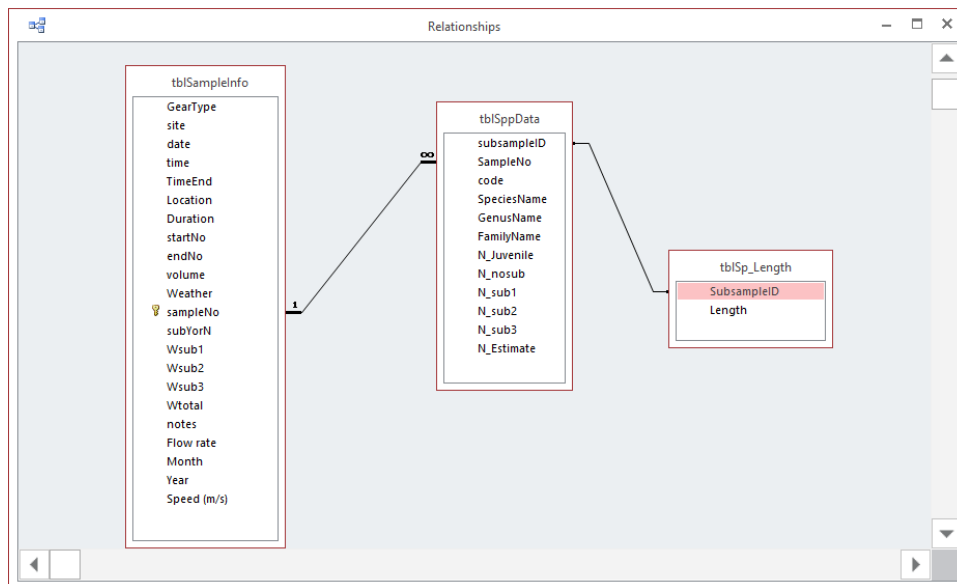 Relationships
tblSampleInfo
GearType
site
date
time
TimeEnd
Location
Duration
startNo
endNo
volume
Weather
sampleNo
subYorN
Wsub1
Wsub2
Wsub3
Wtotal
notes
Flow rate
Month
Year
Speed (m/s)
1
∞
tblSppData
subsampleID
SampleNo
code
SpeciesName
GenusName
FamilyName
N_Juvenile
N_nosub
N_sub1
N_sub2
N_sub3
N_Estimate
tblSp_Length
SubsampleID
Length